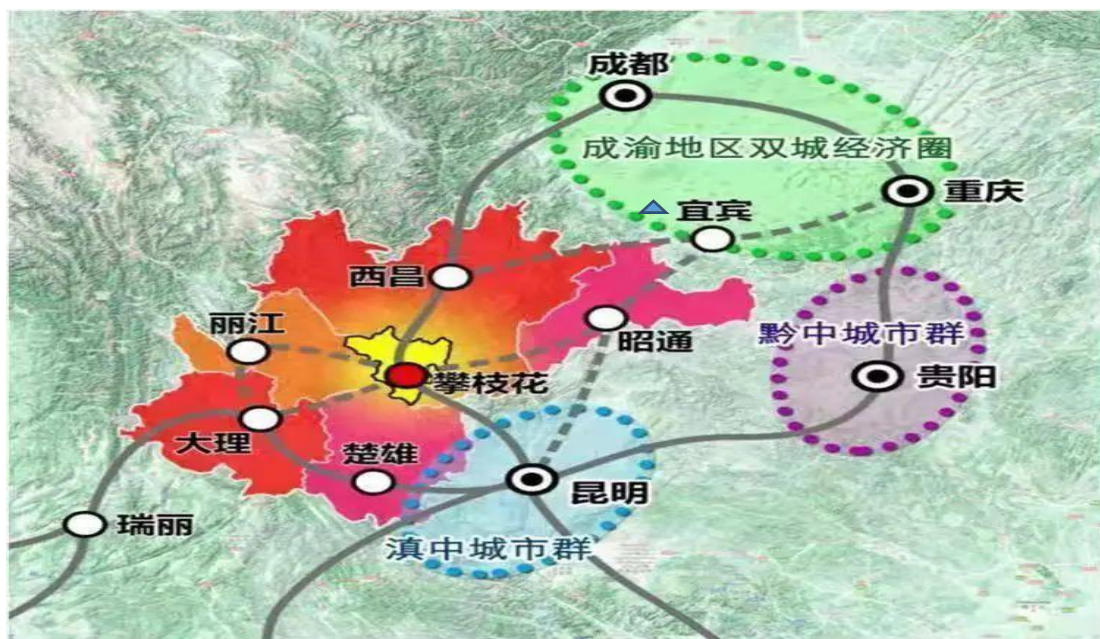 成都
成渝地区双城经济圈
宜宾
重庆
西昌
丽江
昭通
黔中城市群
攀枝花
贵阳
大理
楚雄
昆明
瑞丽
滇中城市群